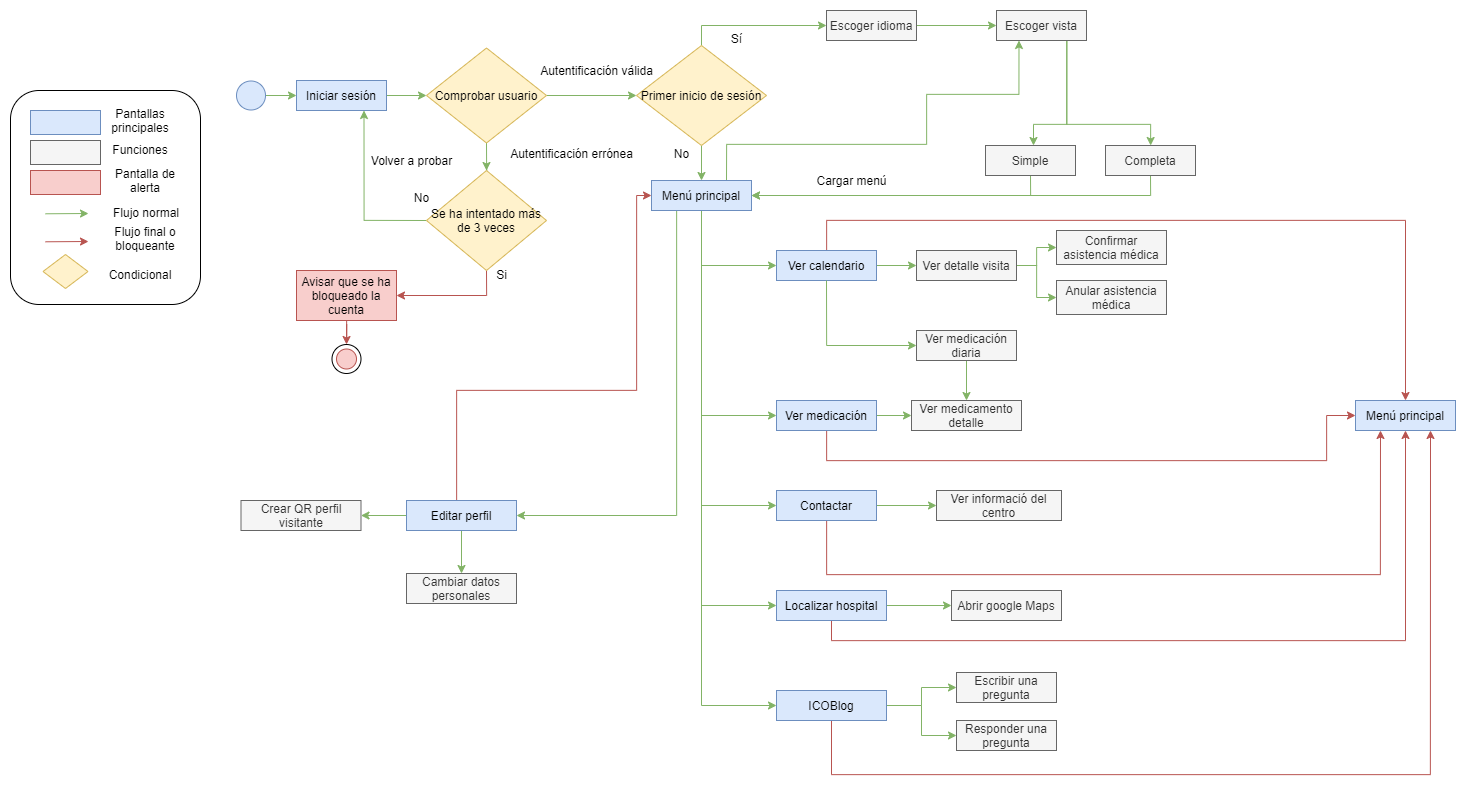 Pantallas
principales
Funciones
Pantalla de
alerta
Flujo normal
Flujo final o
bloqueante
Condicional
Iniciar sesión
Comprobar usuario
Autentificación válida
Primer inicio de sesión
Sí
Escoger idioma
Escoger vista
Autentificación errónea
Volver a probar
No
Se ha intentado más
de 3 veces
Si
Avisar que se ha
bloqueado la
cuenta
No
Menú principal
Cargar menú
Simple
Completa
Ver calendario
Ver detalle visita
Confirmar
asistencia médica
Anular asistencia
médica
Ver medicación
diaria
Ver medicación
Ver medicamento
detalle
Menú principal
Crear QR perfil
visitante
Editar perfil
Cambiar datos
personales
Contactar
Ver informació del
centro
Localizar hospital
Abrir google Maps
ICOBlog
Escribir una
pregunta
Responder una
pregunta